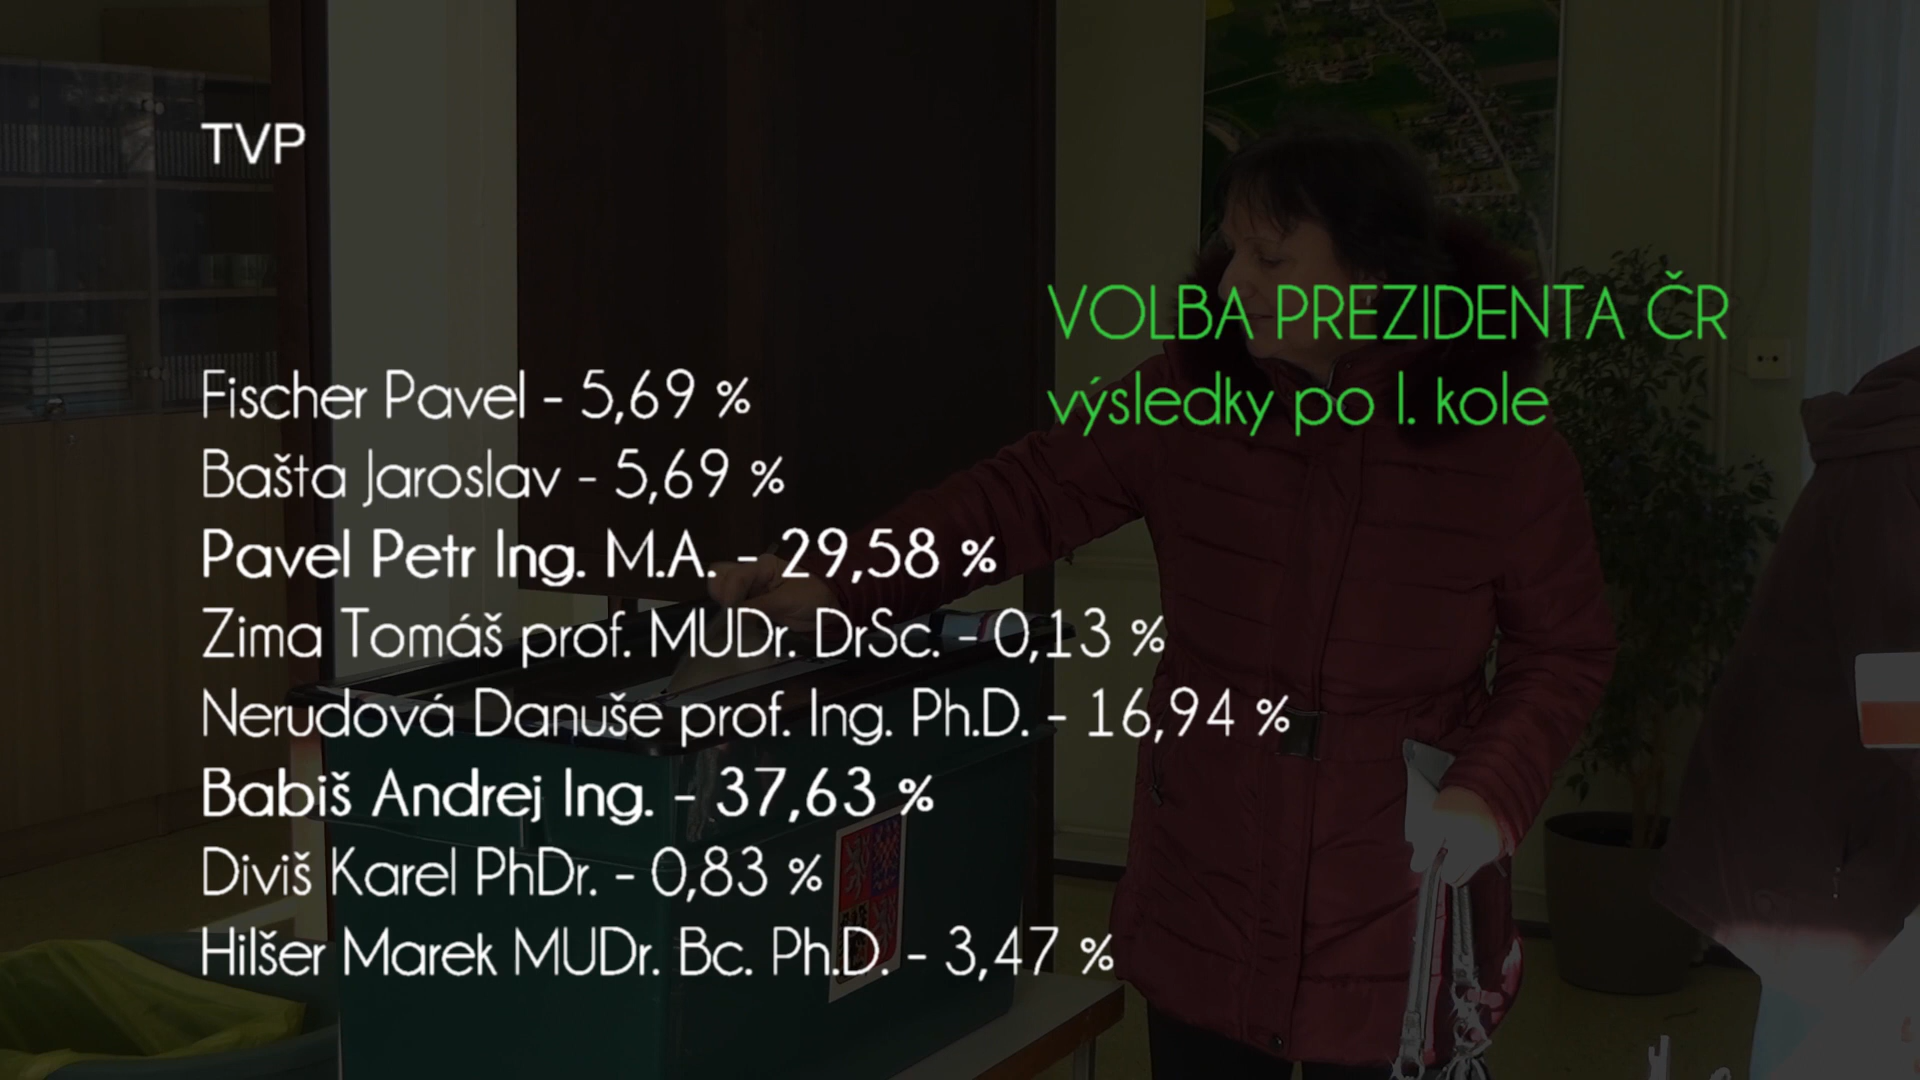 TVP
VOLBA PREZIDENTA ČR
výsledky po I. kole
Fischer Pavel - 5,69 %
Bašta Jaroslav - 5,69 %
Pavel Petr Ing. M.A. - 29,58 %
Zima Tomáš prof. MUDr. DrSc. - 0,13 %
Nerudová Danuše prof. Ing. Ph.D. - 16,94 %
Babiš Andrej Ing. - 37,63 %
Diviš Karel PhDr. - 0,83 %
Hilšer Marek MUDr. Bc. Ph.D. - 3,47 %